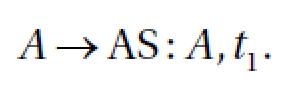 A → AS: A, t₁.